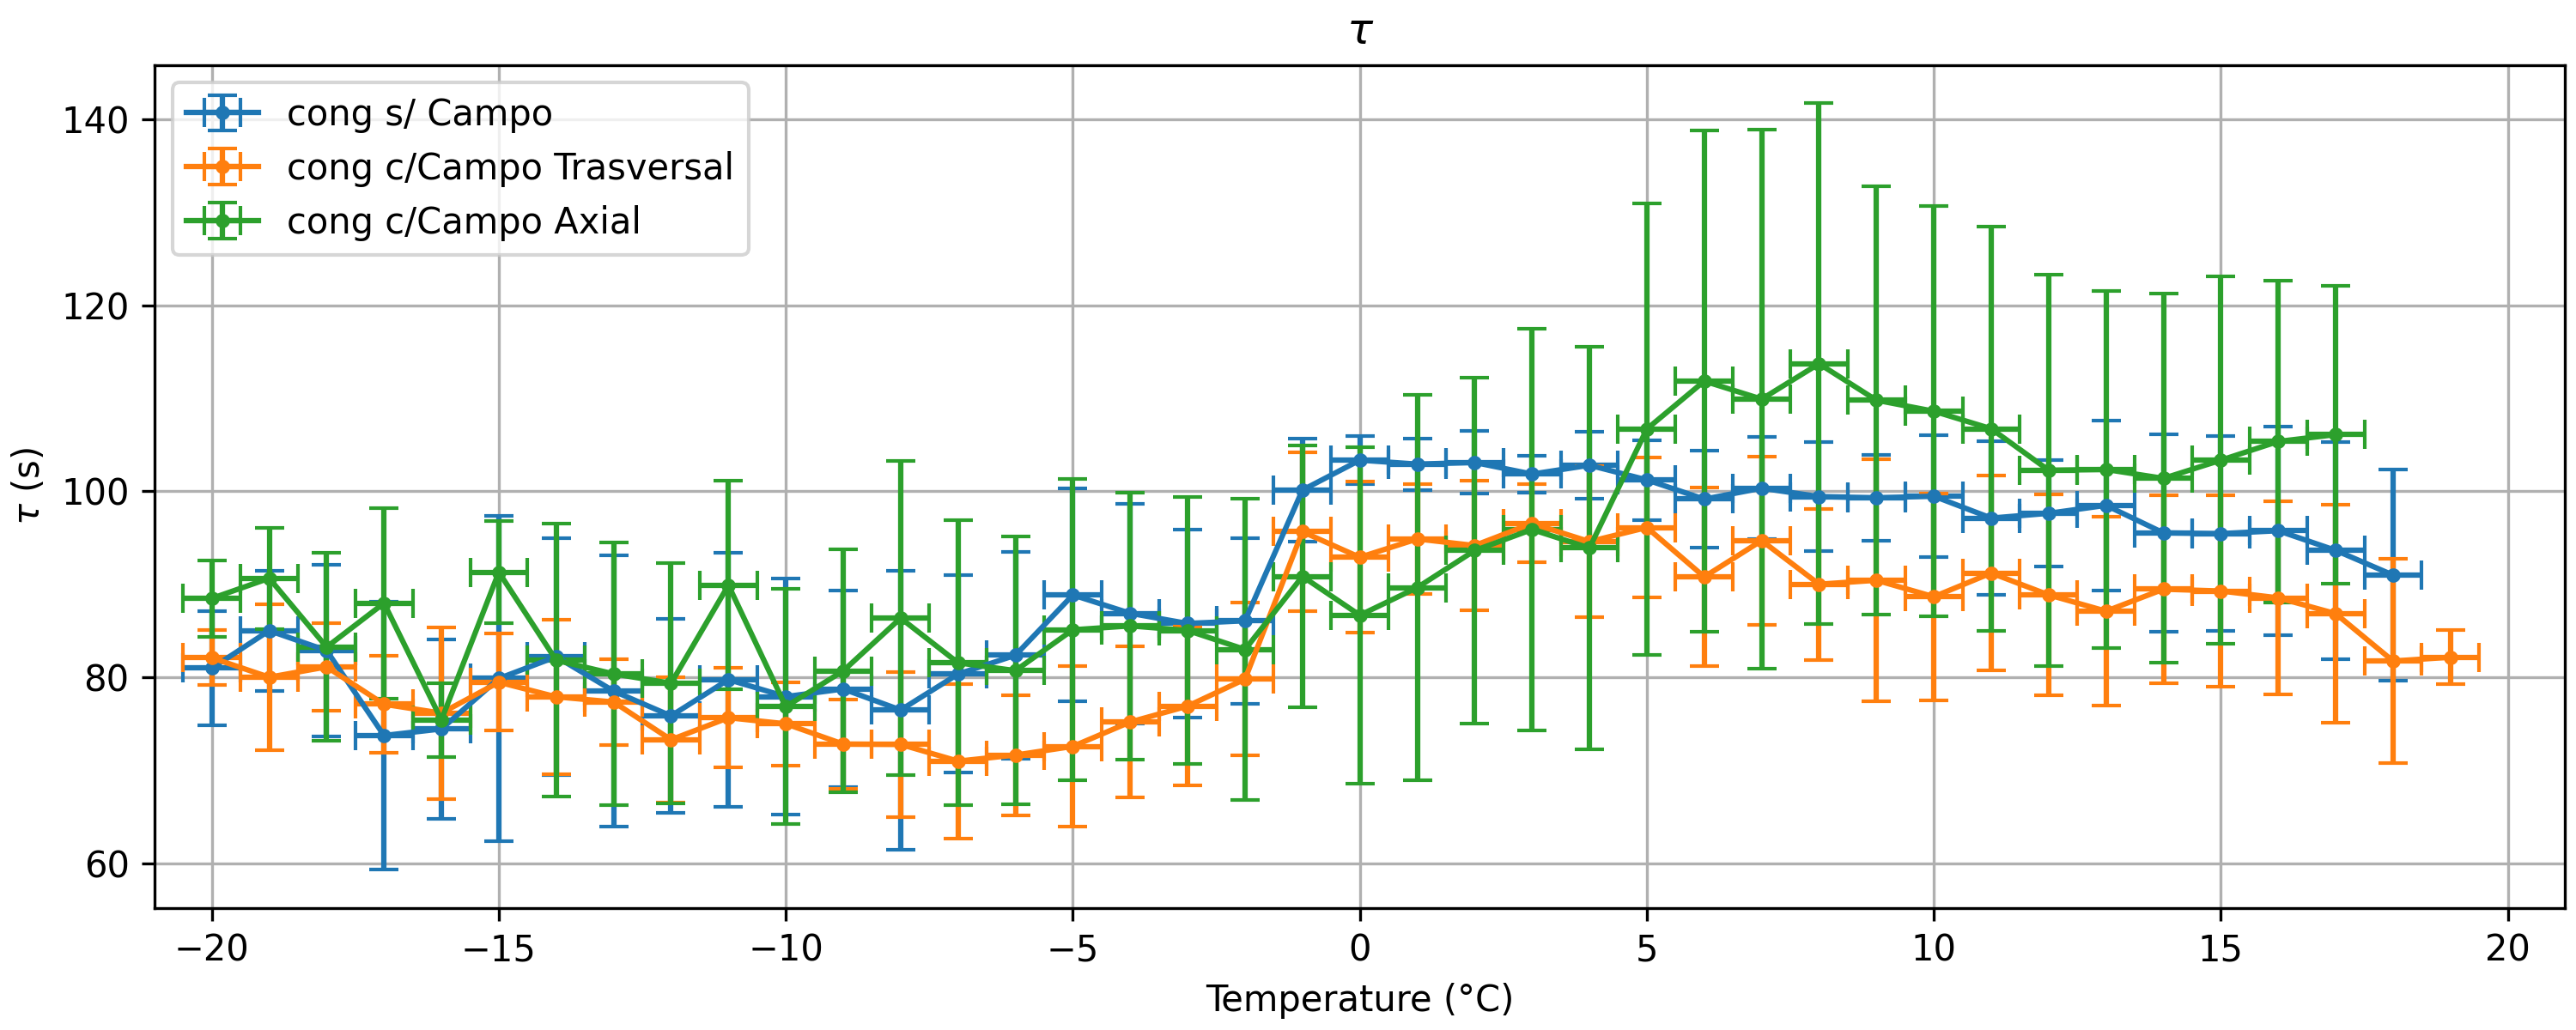 τ
140
120
100
80
60
τ (s)
cong s/ Campo
cong c/Campo Trasversal
cong c/Campo Axial
−20 −15 −10 −5 0 5 10 15 20
Temperature (°C)